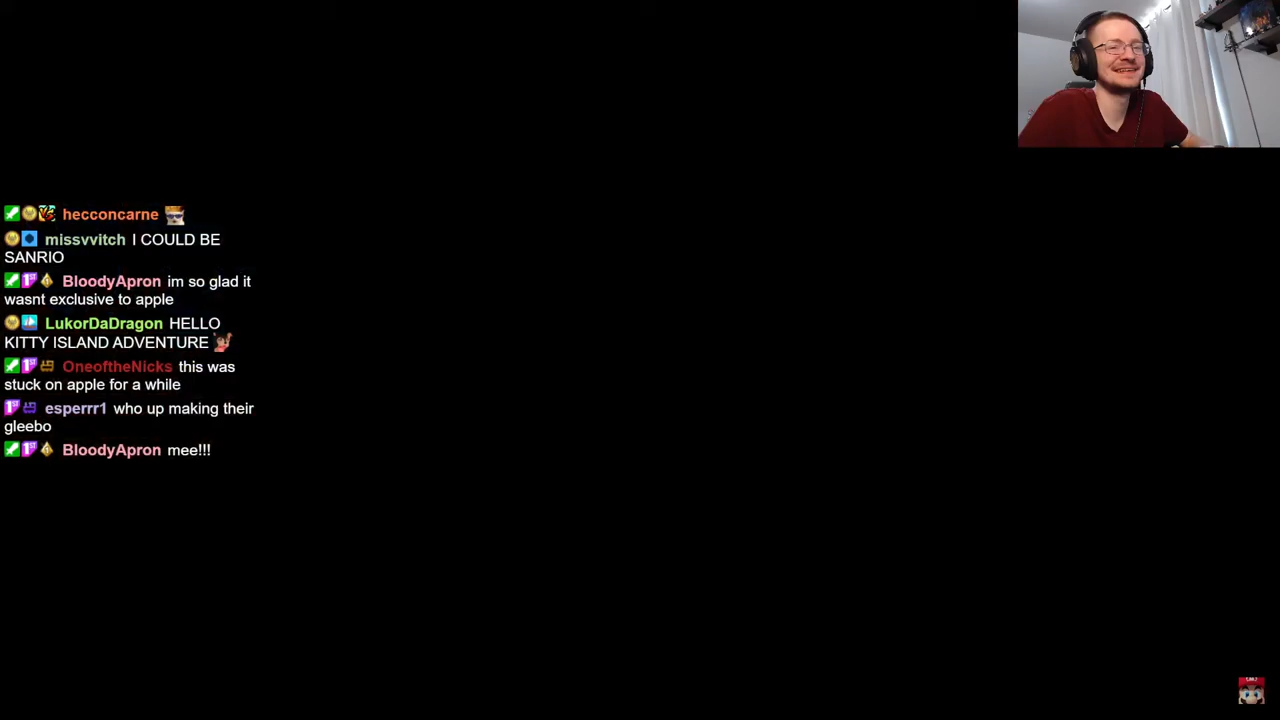 hecconcarne
missvvitch I COULD BE
SANRIO
BloodyApron im so glad it
wasnt exclusive to apple
LukorDaDragon HELLO
KITTY ISLAND ADVENTURE
OneoftheNicks this was
stuck on apple for a while
esperrr1 who up making their
gleebo
BloodyApron mee!!!